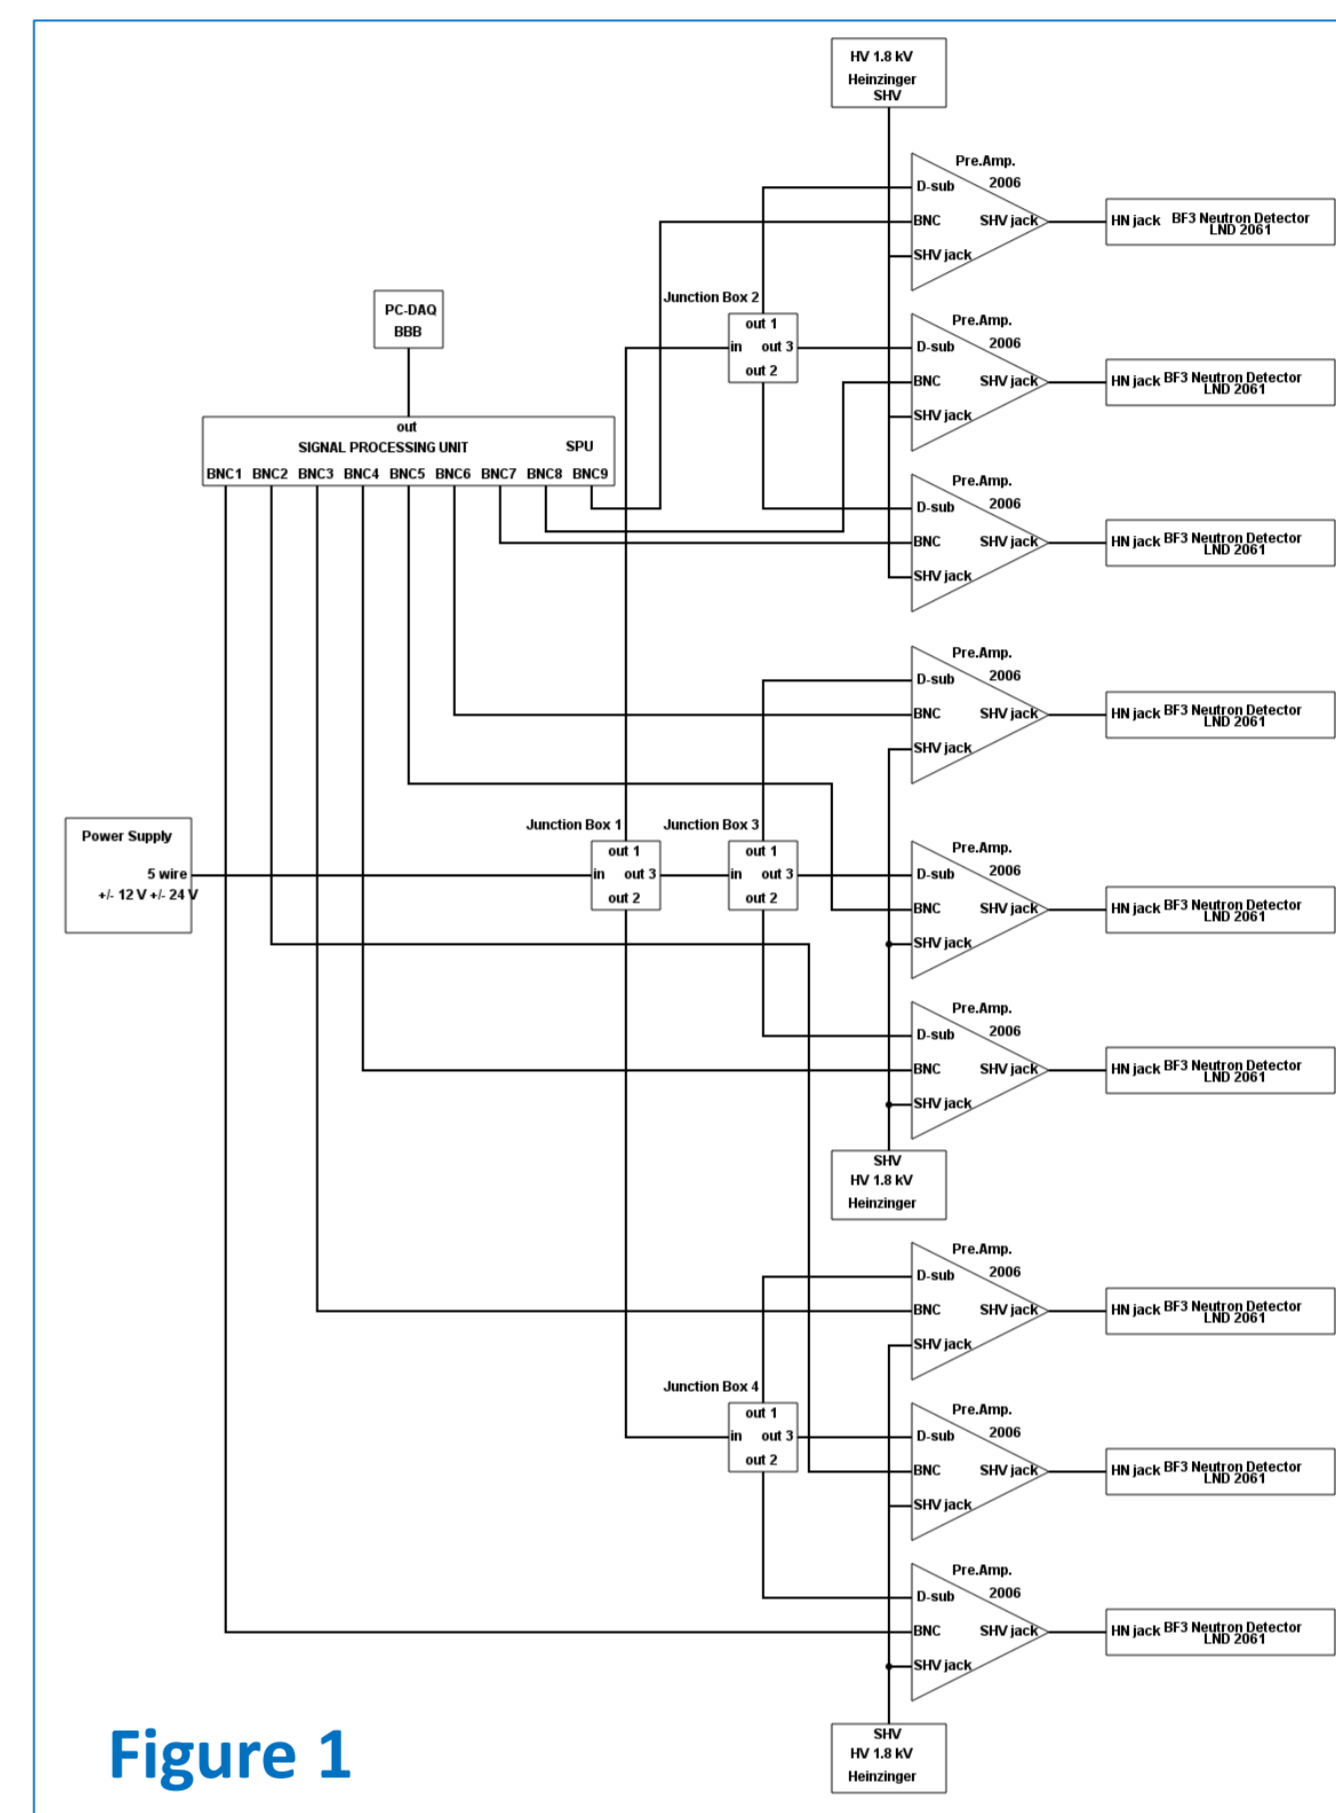 HV 1.8 kV
Heinzinger
SHV
Pre.Amp.
2006
D-sub
BNC SHV jack
SHV jack
HN jack BF3 Neutron Detector
LND 2061
Junction Box 2
out 1
in out 3
out 2
Pre.Amp.
2006
D-sub
BNC SHV jack
SHV jack
HN jack BF3 Neutron Detector
LND 2061
PC-DAQ
BBB
out
SIGNAL PROCESSING UNIT SPU
BNC1 BNC2 BNC3 BNC4 BNC5 BNC6 BNC7 BNC8 BNC9
Pre.Amp.
2006
D-sub
BNC SHV jack
SHV jack
HN jack BF3 Neutron Detector
LND 2061
Pre.Amp.
2006
D-sub
BNC SHV jack
SHV jack
HN jack BF3 Neutron Detector
LND 2061
Power Supply
5 wire
+/- 12 V +/- 24 V
Junction Box 1
out 1
in out 3
out 2
Junction Box 3
out 1
in out 3
out 2
Pre.Amp.
2006
D-sub
BNC SHV jack
SHV jack
HN jack BF3 Neutron Detector
LND 2061
Pre.Amp.
2006
D-sub
BNC SHV jack
SHV jack
HN jack BF3 Neutron Detector
LND 2061
SHV
HV 1.8 kV
Heinzinger
Pre.Amp.
2006
D-sub
BNC SHV jack
SHV jack
HN jack BF3 Neutron Detector
LND 2061
Junction Box 4
out 1
in out 3
out 2
Pre.Amp.
2006
D-sub
BNC SHV jack
SHV jack
HN jack BF3 Neutron Detector
LND 2061
Pre.Amp.
2006
D-sub
BNC SHV jack
SHV jack
HN jack BF3 Neutron Detector
LND 2061
SHV
HV 1.8 kV
Heinzinger
Figure 1